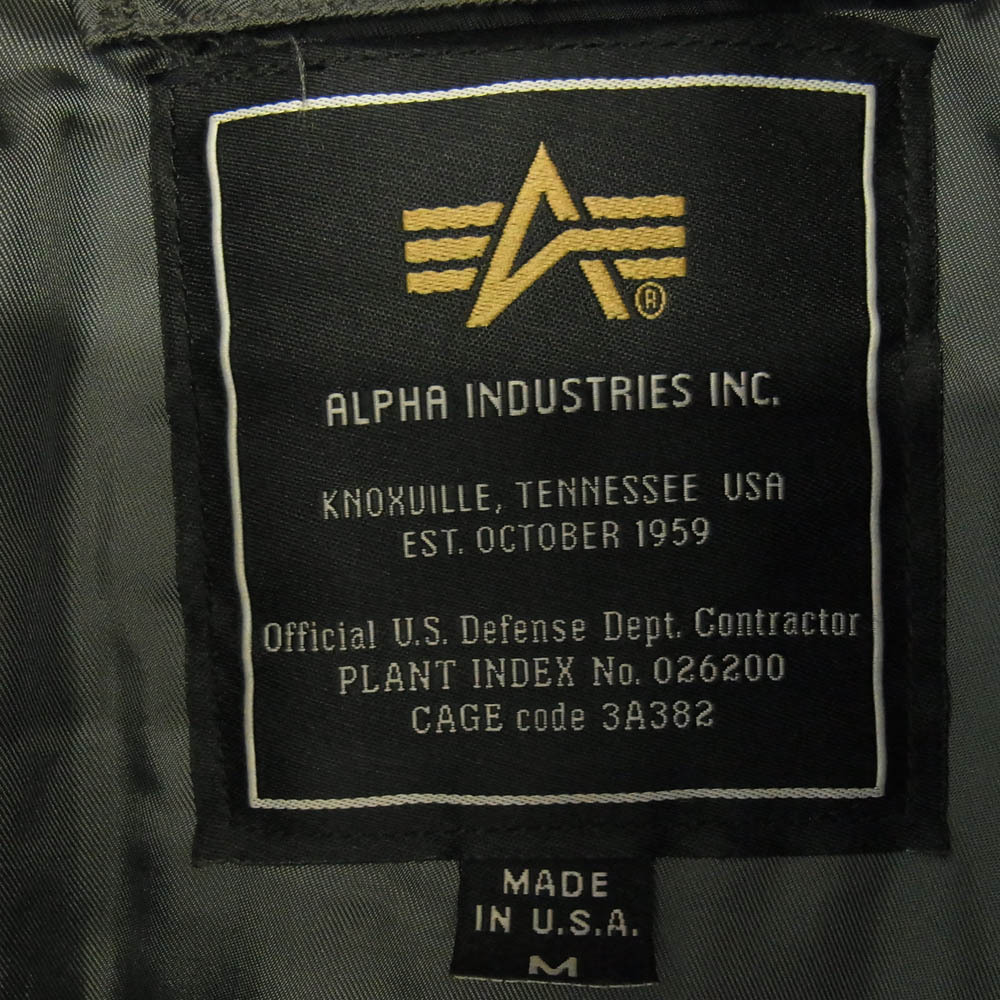 ALPHA INDUSTRIES INC.
KNOXVILLE, TENNESSEE USA
EST. OCTOBER 1959
Official U.S. Defense Dept. Contractor
PLANT INDEX No. 026200
CAGE code 3A382
MADE
IN U.S.A.
M